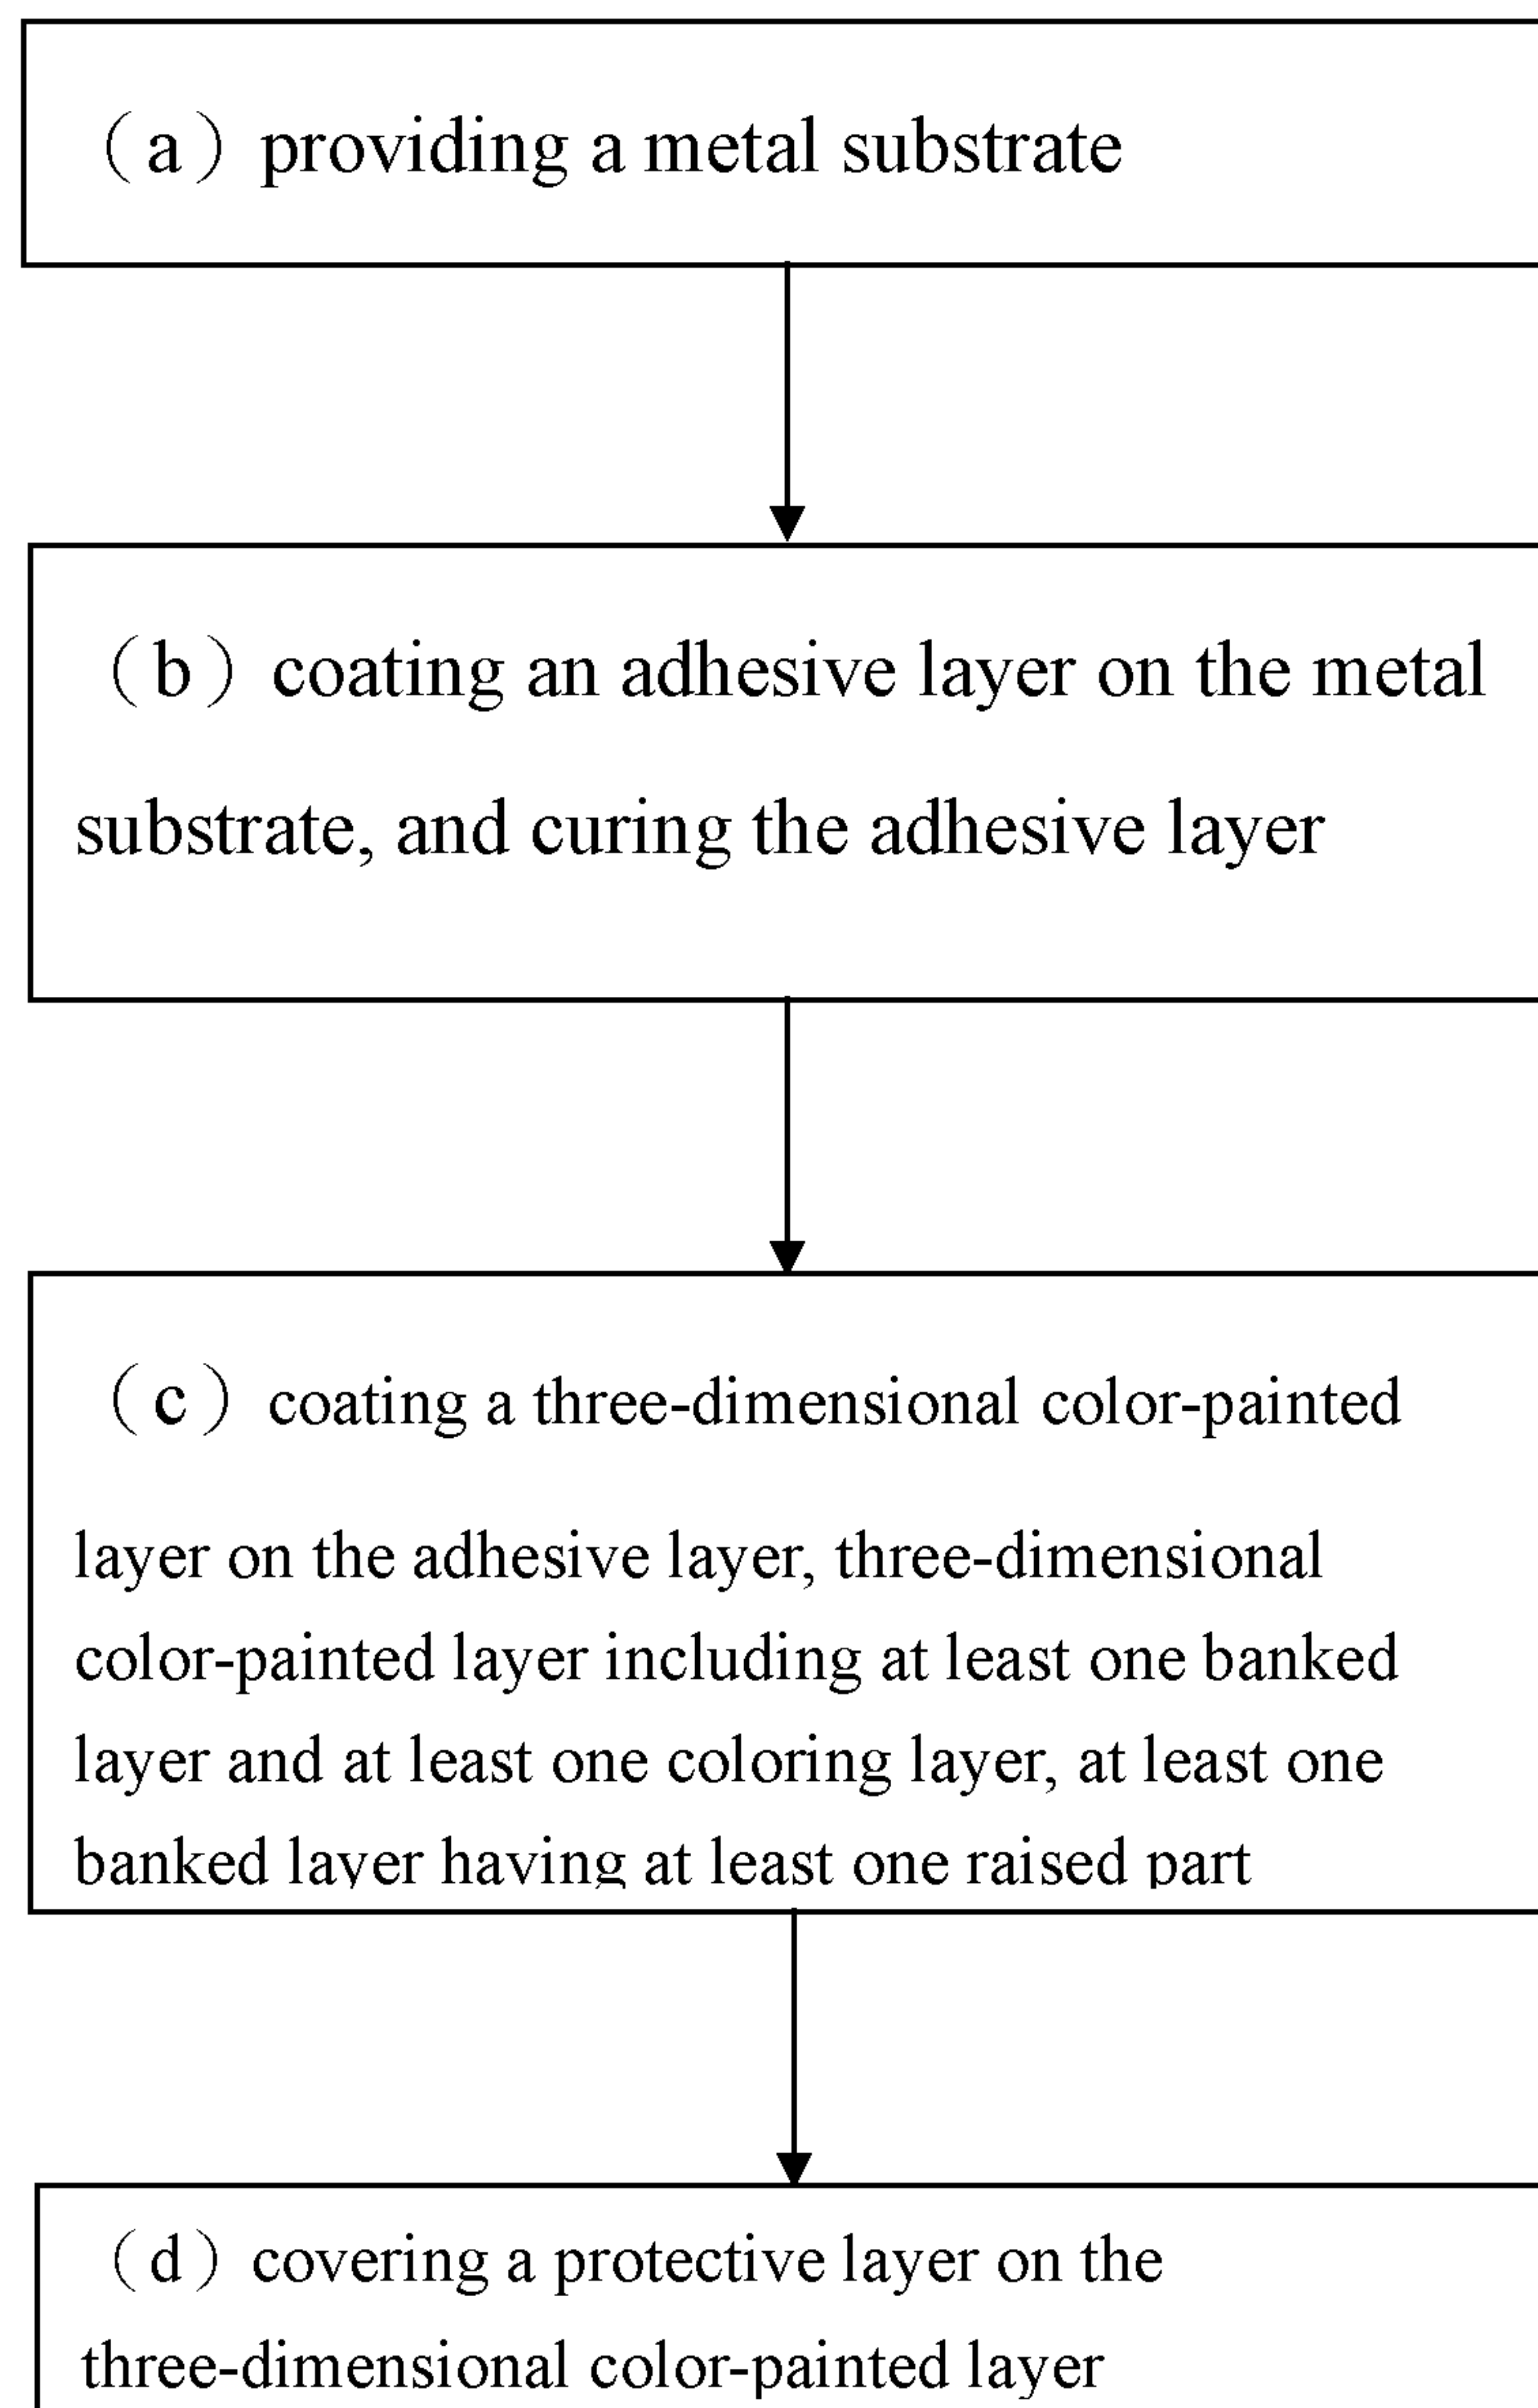 （a）providing a metal substrate
（b）coating an adhesive layer on the metal
substrate, and curing the adhesive layer
（c）coating a three-dimensional color-painted
layer on the adhesive layer, three-dimensional
color-painted layer including at least one banked
layer and at least one coloring layer, at least one
banked layer having at least one raised part
（d）covering a protective layer on the
three-dimensional color-painted layer